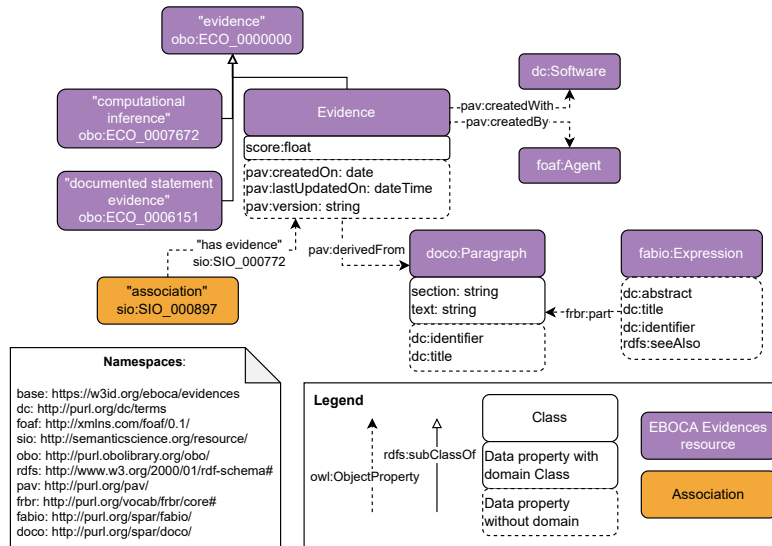 "evidence"
obo:ECO_0000000
"computational
inference"
obo:ECO_0007672
"documented statement
evidence"
obo:ECO_0006151
Evidence
score:float
pav:createdOn: date
pav:lastUpdatedOn: dateTime
pav:version: string
pav:createdWith
pav:createdBy
dc:Software
foaf:Agent
"has evidence"
sio:SIO_000772
"association"
sio:SIO_000897
pav:derivedFrom
doco:Paragraph
section: string
text: string
dc:identifier
dc:title
frbr:part
fabio:Expression
dc:abstract
dc:title
dc:identifier
rdfs:seeAlso
Namespaces:
base: https://w3id.org/eboca/evidences
dc: http://purl.org/dc/terms
foaf: http://xmlns.com/foaf/0.1/
sio: http://semanticscience.org/resource/
obo: http://purl.obolibrary.org/obo/
rdfs: http://www.w3.org/2000/01/rdf-schema#
pav: http://purl.org/pav/
frbr: http://purl.org/vocab/frbr/core#
fabio: http://purl.org/spar/fabio/
doco: http://purl.org/spar/doco/
Legend
owl:ObjectProperty
rdfs:subClassOf
Class
Data property with
domain Class
Data property
without domain
EBOCA Evidences
resource
Association